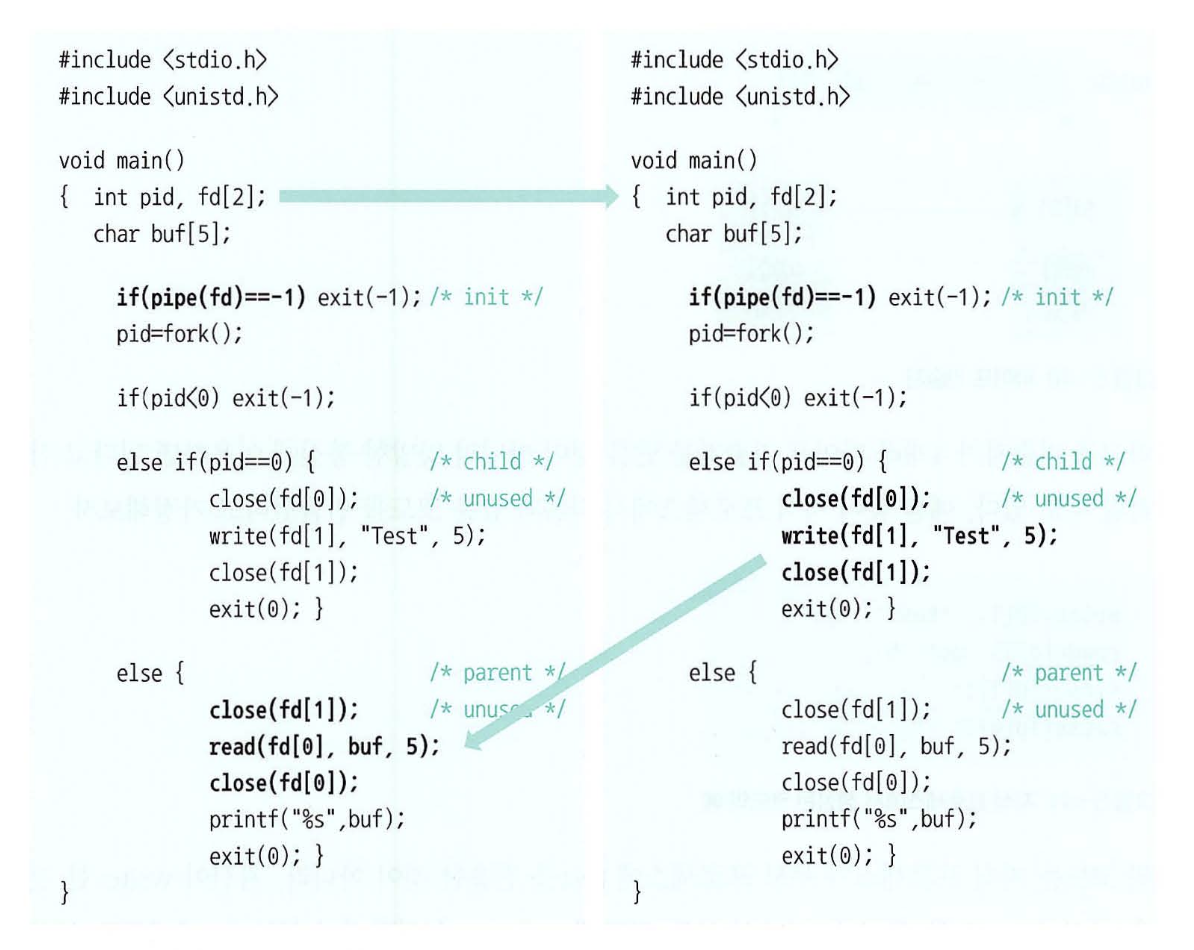 #include <stdio.h>
#include <unistd.h>
void main()
{ int pid, fd[2];
char buf[5];
if(pipe(fd)==-1) exit(-1); /* init */
pid=fork();
if(pid<0) exit(-1);
else if(pid==0) { /* child */
close(fd[0]); /* unused */
write(fd[1], "Test", 5);
close(fd[1]);
exit(0); }
else { /* parent */
close(fd[1]); /* unused */
read(fd[0], buf, 5);
close(fd[0]);
printf("%s",buf);
exit(0); }
}
#include <stdio.h>
#include <unistd.h>
void main()
{ int pid, fd[2];
char buf[5];
if(pipe(fd)==-1) exit(-1); /* init */
pid=fork();
if(pid<0) exit(-1);
else if(pid==0) { /* child */
close(fd[0]); /* unused */
write(fd[1], "Test", 5);
close(fd[1]);
exit(0); }
else { /* parent */
close(fd[1]); /* unused */
read(fd[0], buf, 5);
close(fd[0]);
printf("%s",buf);
exit(0); }
}